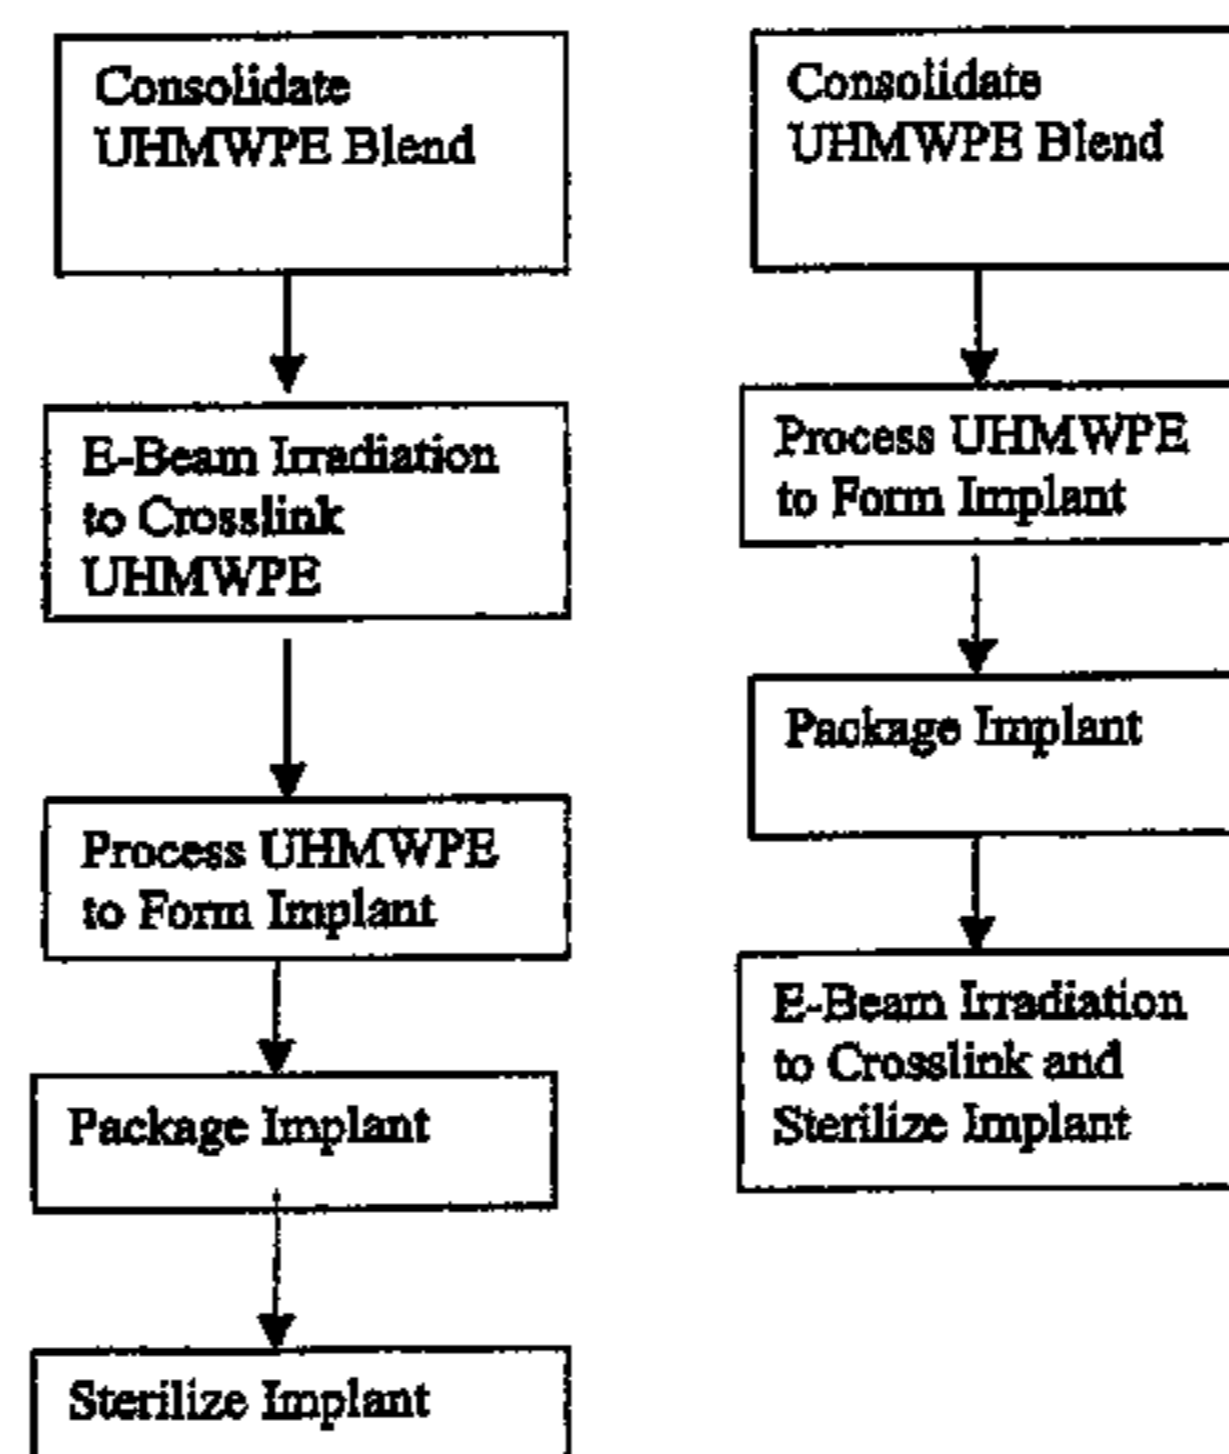 Consolidate
UHMWPE Blend
E-Beam Irradiation
to Crosslink
UHMWPE
Process UHMWPE
to Form Implant
Package Implant
Sterilize Implant
Consolidate
UHMWPE Blend
Process UHMWPE
to Form Implant
Package Implant
E-Beam Irradiation
to Crosslink and
Sterilize Implant